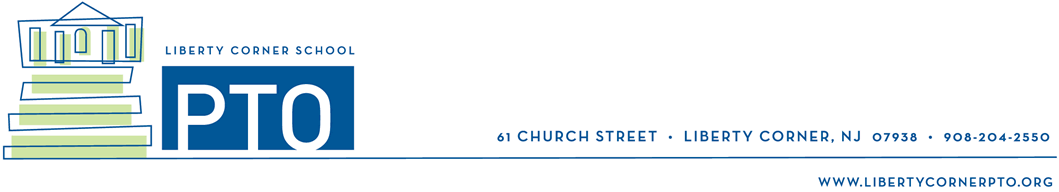 LIBERTY CORNER SCHOOL
PTO
61 CHURCH STREET • LIBERTY CORNER, NJ 07938 • 908-204-2550
WWW.LIBERTYCORNERPTO.ORG